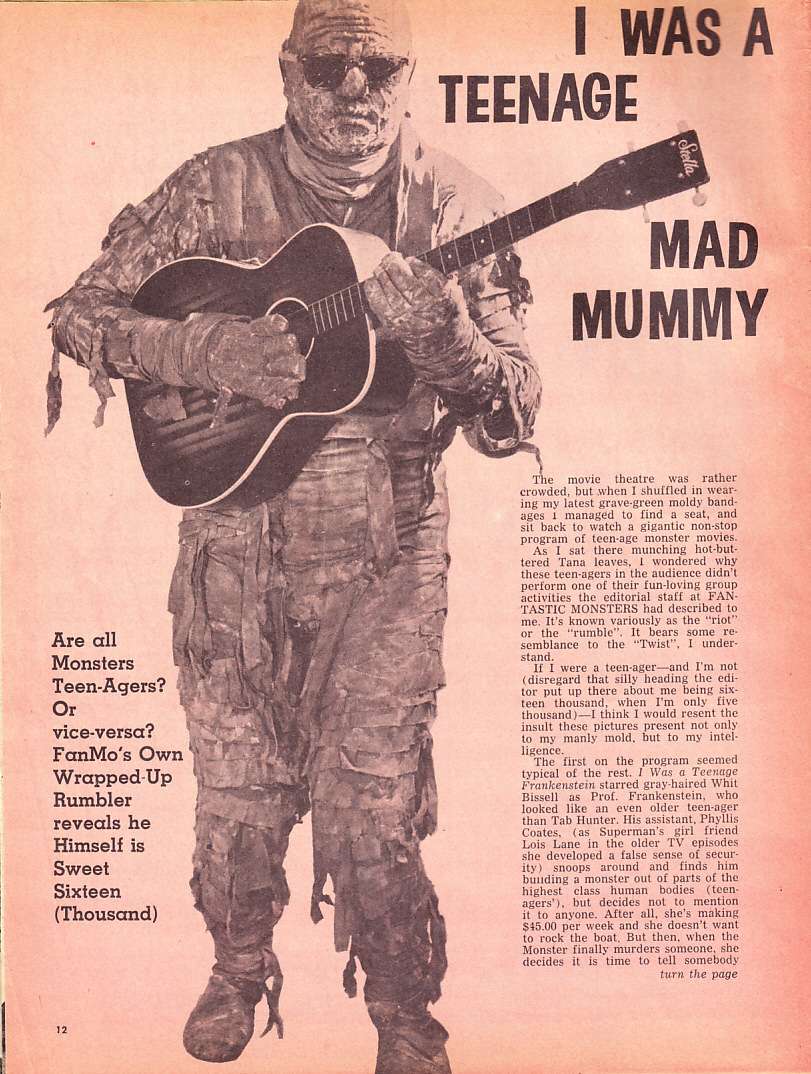 I WAS A
TEENAGE
Stella
MAD
MUMMY
The movie theatre was rather
crowded, but when I shuffled in wear-
ing my latest grave-green moldy band-
ages I managed to find a seat, and
sit back to watch a gigantic non-stop
program of teen-age monster movies.
As I sat there munching hot-but-
tered Tana leaves, I wondered why
these teen-agers in the audience didn't
perform one of their fun-loving group
activities the editorial staff at FAN-
TASTIC MONSTERS had described to
me. It's known variously as the "riot"
or the "rumble". It bears some re-
semblance to the "Twist", I under-
stand.
If I were a teen-ager—and I'm not
(disregard that silly heading the edi-
tor put up there about me being six-
teen thousand, when I'm only five
thousand)—I think I would resent the
insult these pictures present not only
to my manly mold, but to my intel-
ligence.
The first on the program seemed
typical of the rest. I Was a Teenage
Frankenstein starred gray-haired Whit
Bissell as Prof. Frankenstein, who
looked like an even older teen-ager
than Tab Hunter. His assistant, Phyllis
Coates, (as Superman's girl friend
Lois Lane in the older TV episodes
she developed a false sense of secur-
ity) snoops around and finds him
building a monster out of parts of the
highest class human bodies (teen-
agers'), but decides not to mention
it to anyone. After all, she's making
$45.00 per week and she doesn't want
to rock the boat. But then, when the
Monster finally murders someone, she
decides it is time to tell somebody
turn the page
Are all
Monsters
Teen-Agers?
Or
vice-versa?
FanMo's Own
Wrapped-Up
Rumbler
reveals he
Himself is
Sweet
Sixteen
(Thousand)
12